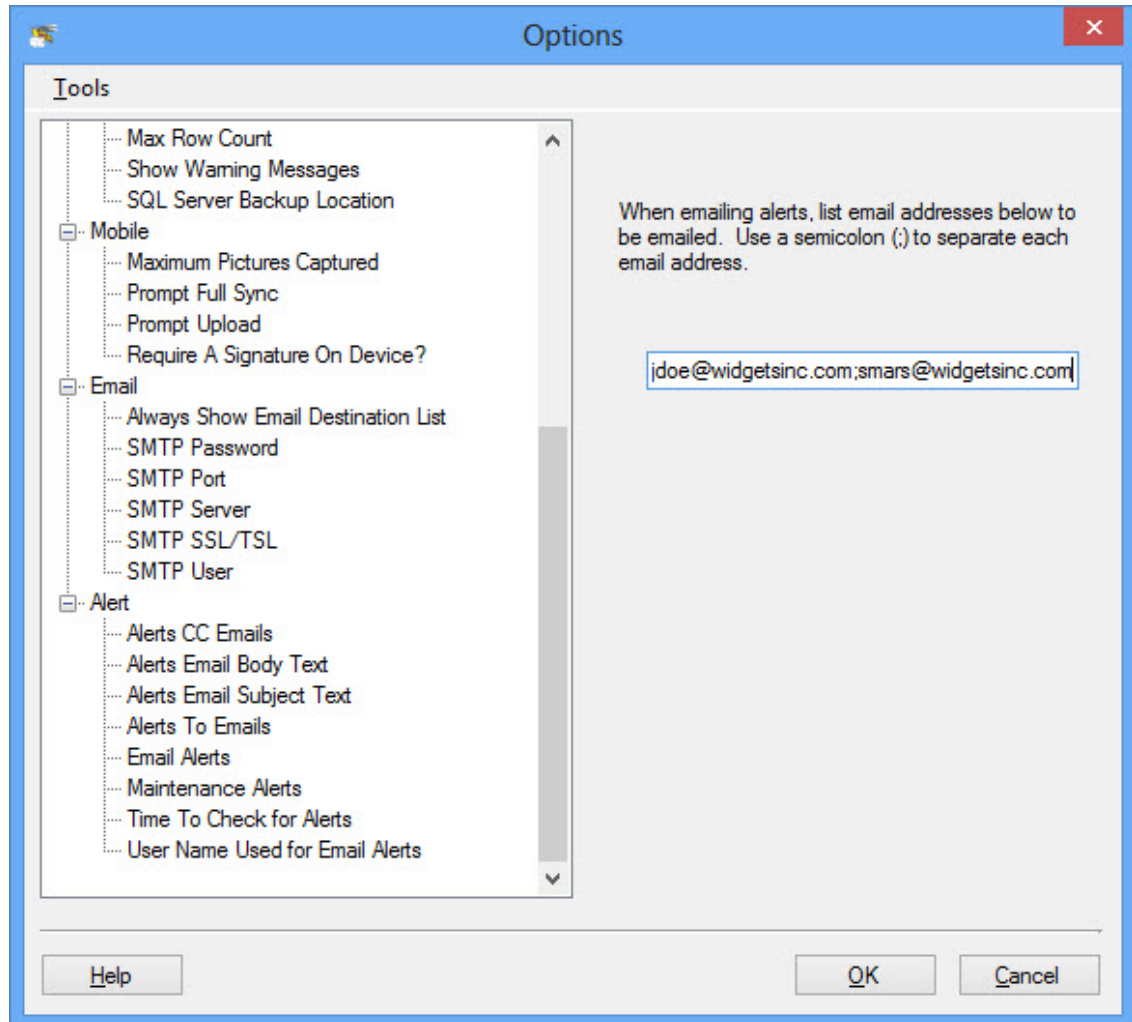 Options
Tools
Max Row Count
Show Warning Messages
SQL Server Backup Location
Mobile
Maximum Pictures Captured
Prompt Full Sync
Prompt Upload
Require A Signature On Device?
Email
Always Show Email Destination List
SMTP Password
SMTP Port
SMTP Server
SMTP SSL/TSL
SMTP User
Alert
Alerts CC Emails
Alerts Email Body Text
Alerts Email Subject Text
Alerts To Emails
Email Alerts
Maintenance Alerts
Time To Check for Alerts
User Name Used for Email Alerts
When emailing alerts, list email addresses below to
be emailed. Use a semicolon (;) to separate each
email address.
jdoe@widgetsinc.com;smars@widgetsinc.com
Help
OK
Cancel